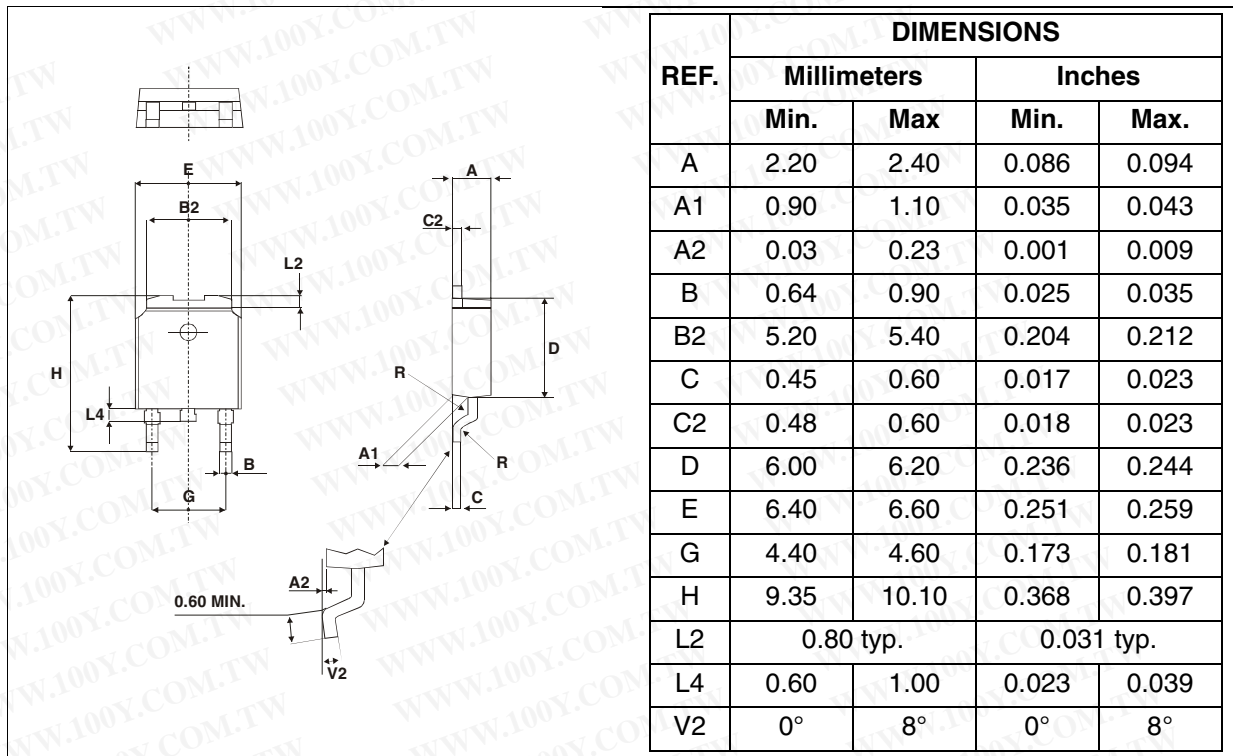 E
B2
L2
H
L4
B
G
A
C2
D
R
A1
R
C
A2
0.60 MIN.
V2
DIMENSIONS
REF. Millimeters Inches
Min. Max Min. Max.
A 2.20 2.40 0.086 0.094
A1 0.90 1.10 0.035 0.043
A2 0.03 0.23 0.001 0.009
B 0.64 0.90 0.025 0.035
B2 5.20 5.40 0.204 0.212
C 0.45 0.60 0.017 0.023
C2 0.48 0.60 0.018 0.023
D 6.00 6.20 0.236 0.244
E 6.40 6.60 0.251 0.259
G 4.40 4.60 0.173 0.181
H 9.35 10.10 0.368 0.397
L2 0.80 typ. 0.031 typ.
L4 0.60 1.00 0.023 0.039
V2 0° 8° 0° 8°
WWW.100Y.COM.TW